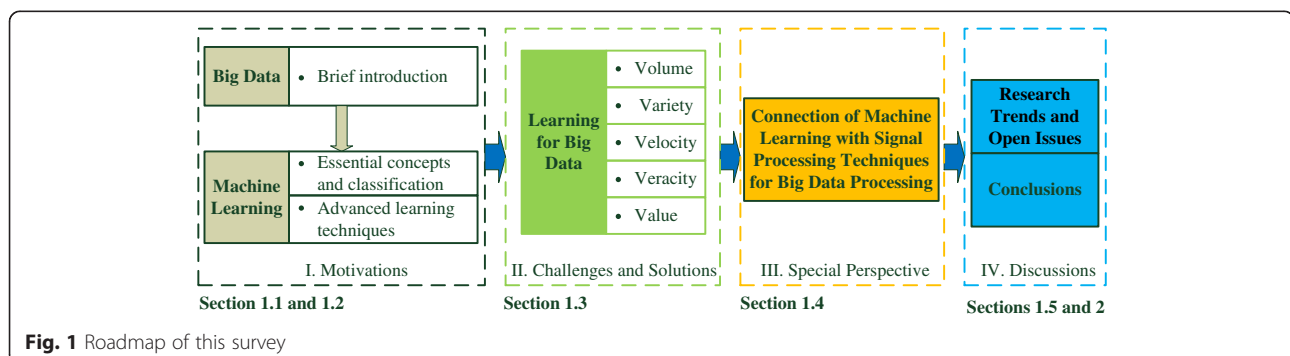 Big Data
• Brief introduction
Machine
Learning
• Essential concepts
and classification
• Advanced learning
techniques
I. Motivations
Section 1.1 and 1.2
Learning
for Big
Data
• Volume
• Variety
• Velocity
• Veracity
• Value
II. Challenges and Solutions
Section 1.3
Connection of Machine
Learning with Signal
Processing Techniques
for Big Data Processing
III. Special Perspective
Section 1.4
Research
Trends and
Open Issues
Conclusions
IV. Discussions
Sections 1.5 and 2
Fig. 1 Roadmap of this survey